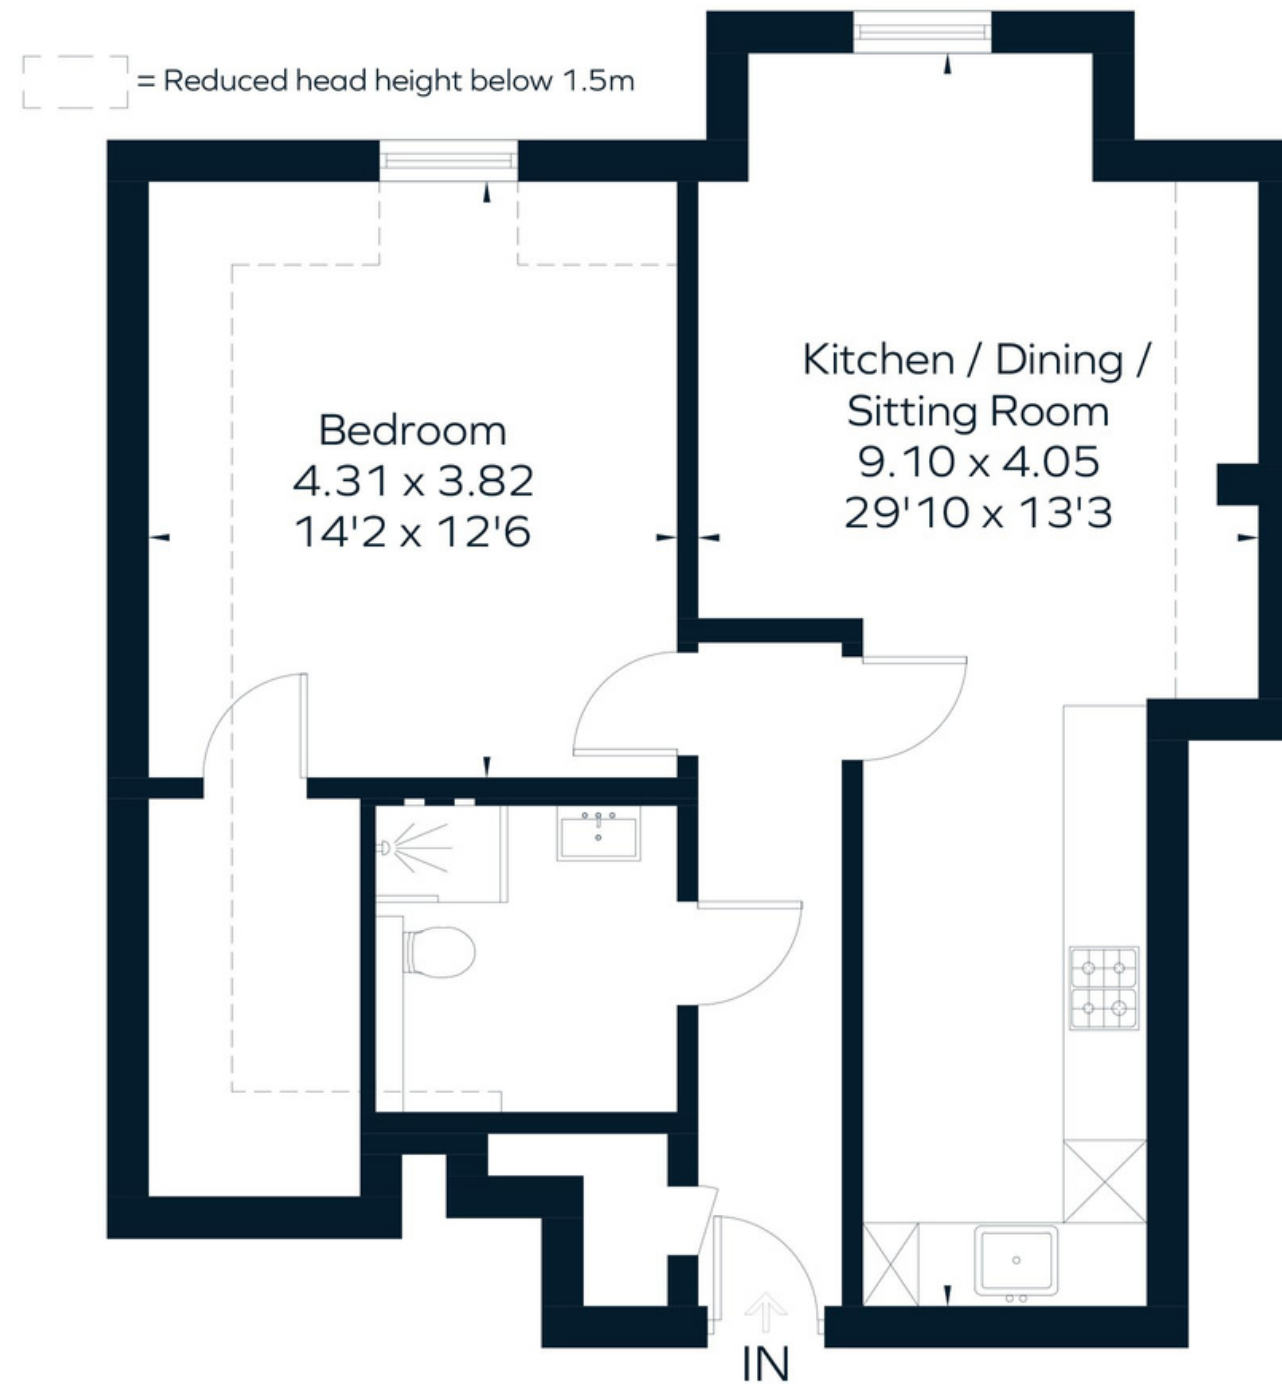 = Reduced head height below 1.5m
Bedroom
4.31 x 3.82
14'2 x 12'6
Kitchen / Dining /
Sitting Room
9.10 x 4.05
29'10 x 13'3
IN